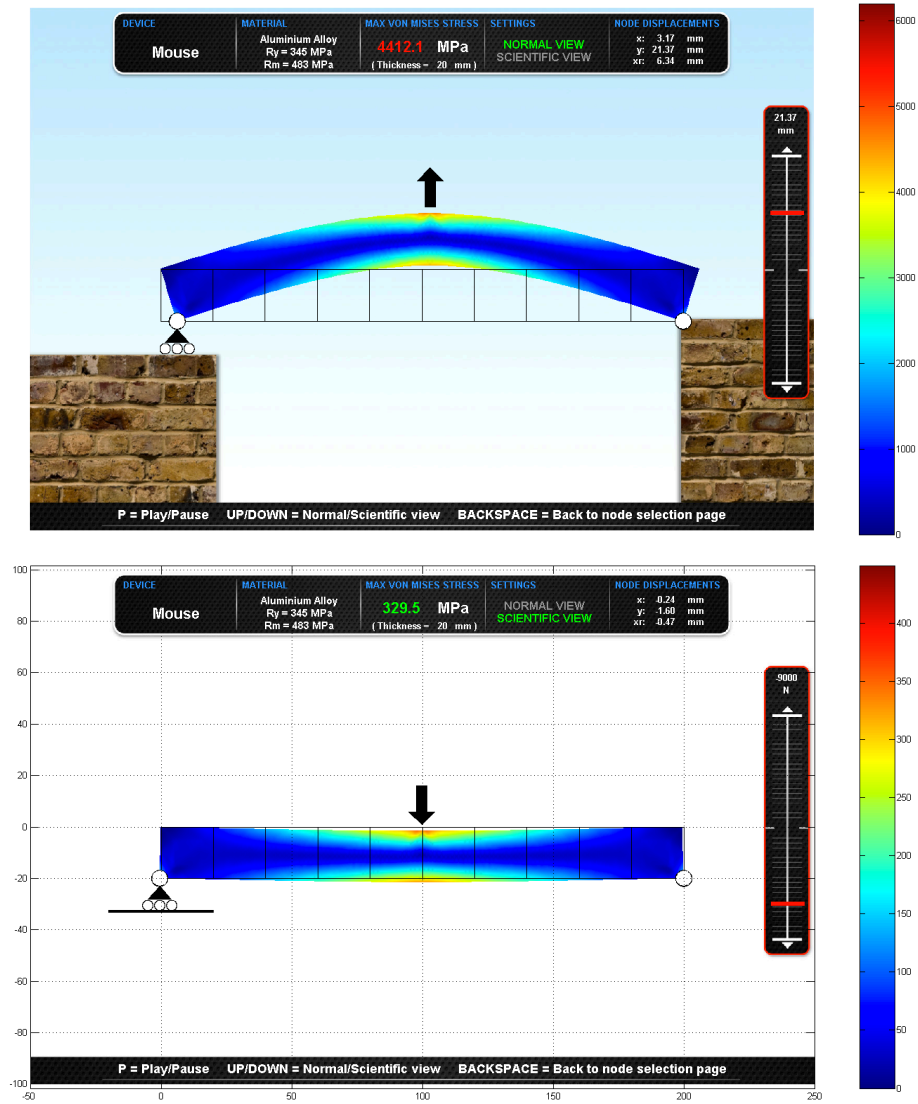 DEVICE MATERIAL MAX VON MISES STRESS SETTINGS NODE DISPLACEMENTS
Mouse
Aluminium Alloy
Ry = 345 MPa
Rm = 483 MPa
4412.1 MPa
( Thickness = 20 mm )
NORMAL VIEW
SCIENTIFIC VIEW
x: 3.17 mm
y: 21.37 mm
xr: 6.34 mm
21.37
mm
6000
5000
4000
3000
2000
1000
0
P = Play/Pause UP/DOWN = Normal/Scientific view BACKSPACE = Back to node selection page
DEVICE MATERIAL MAX VON MISES STRESS SETTINGS NODE DISPLACEMENTS
Mouse
Aluminium Alloy
Ry = 345 MPa
Rm = 483 MPa
329.5 MPa
( Thickness = 20 mm )
NORMAL VIEW
SCIENTIFIC VIEW
x: -0.24 mm
y: -1.60 mm
xr: -0.47 mm
-9000
N
100
80
60
40
20
0
-20
-40
-60
-80
-100
400
350
300
250
200
150
100
50
0
P = Play/Pause UP/DOWN = Normal/Scientific view BACKSPACE = Back to node selection page
-50 0 50 100 150 200 250